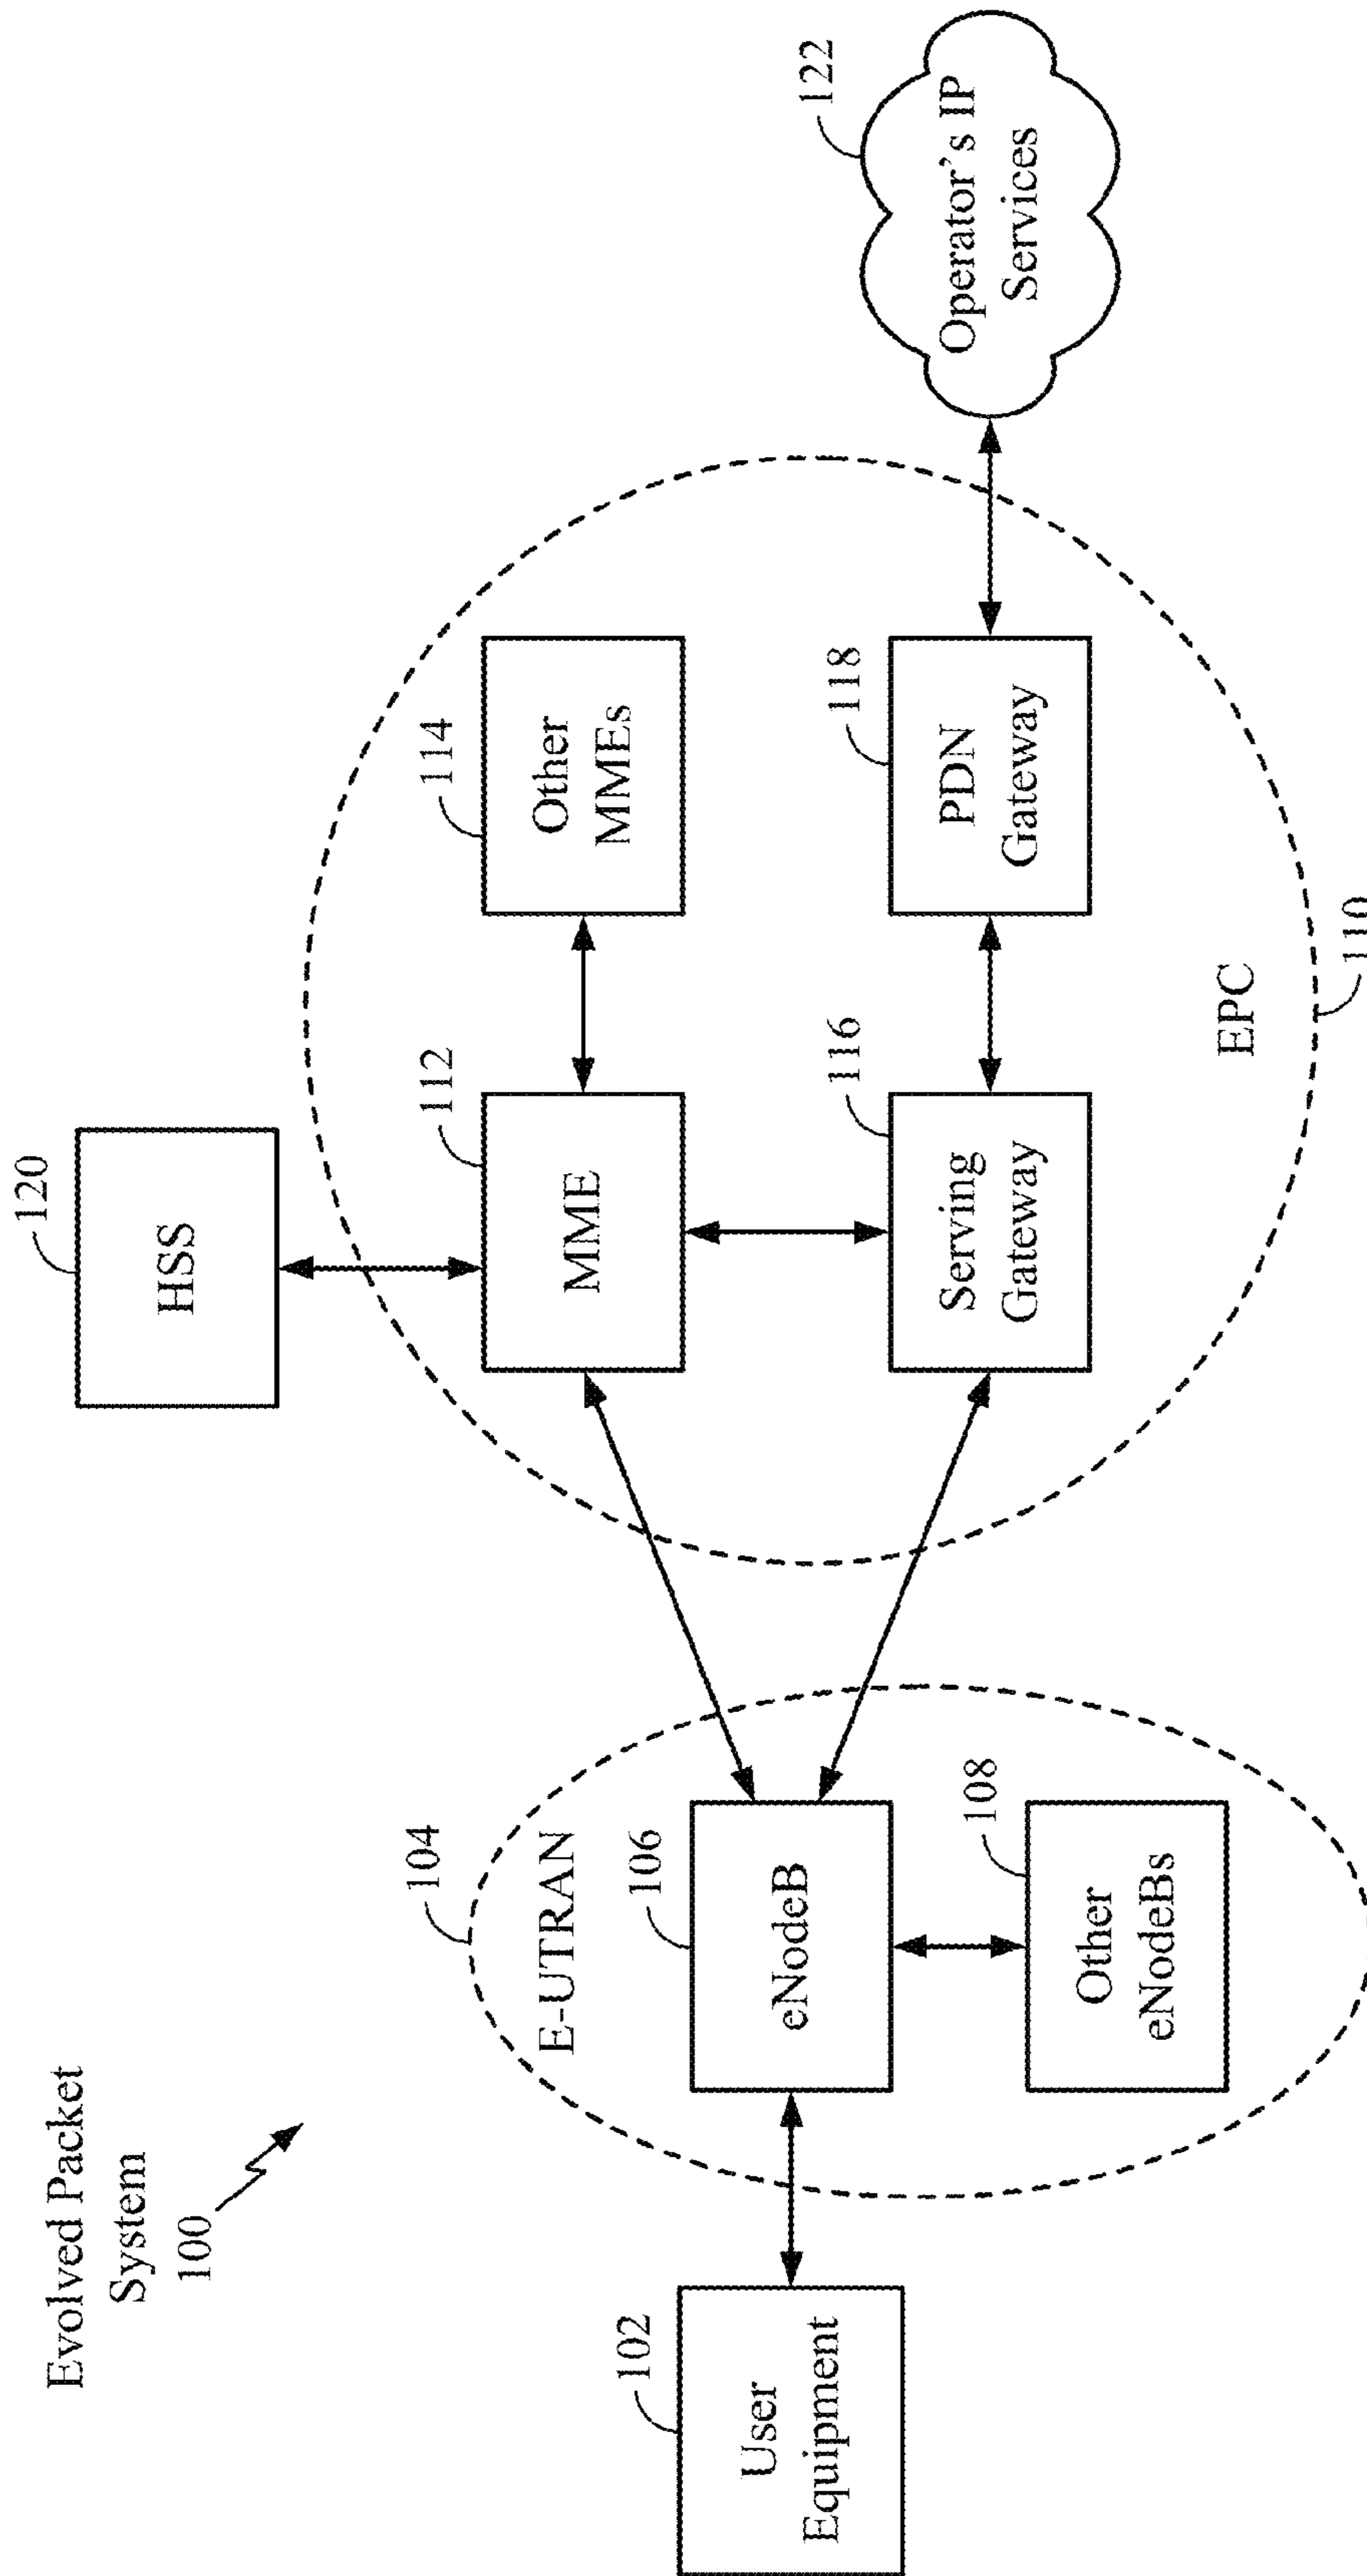 Evolved Packet
System
100
102
User
Equipment
104
E-UTRAN
106
eNodeB
108
Other
eNodeBs
120
HSS
112
MME
114
Other
MMEs
116
Serving
Gateway
118
PDN
Gateway
EPC
110
122
Operator's IP
Services